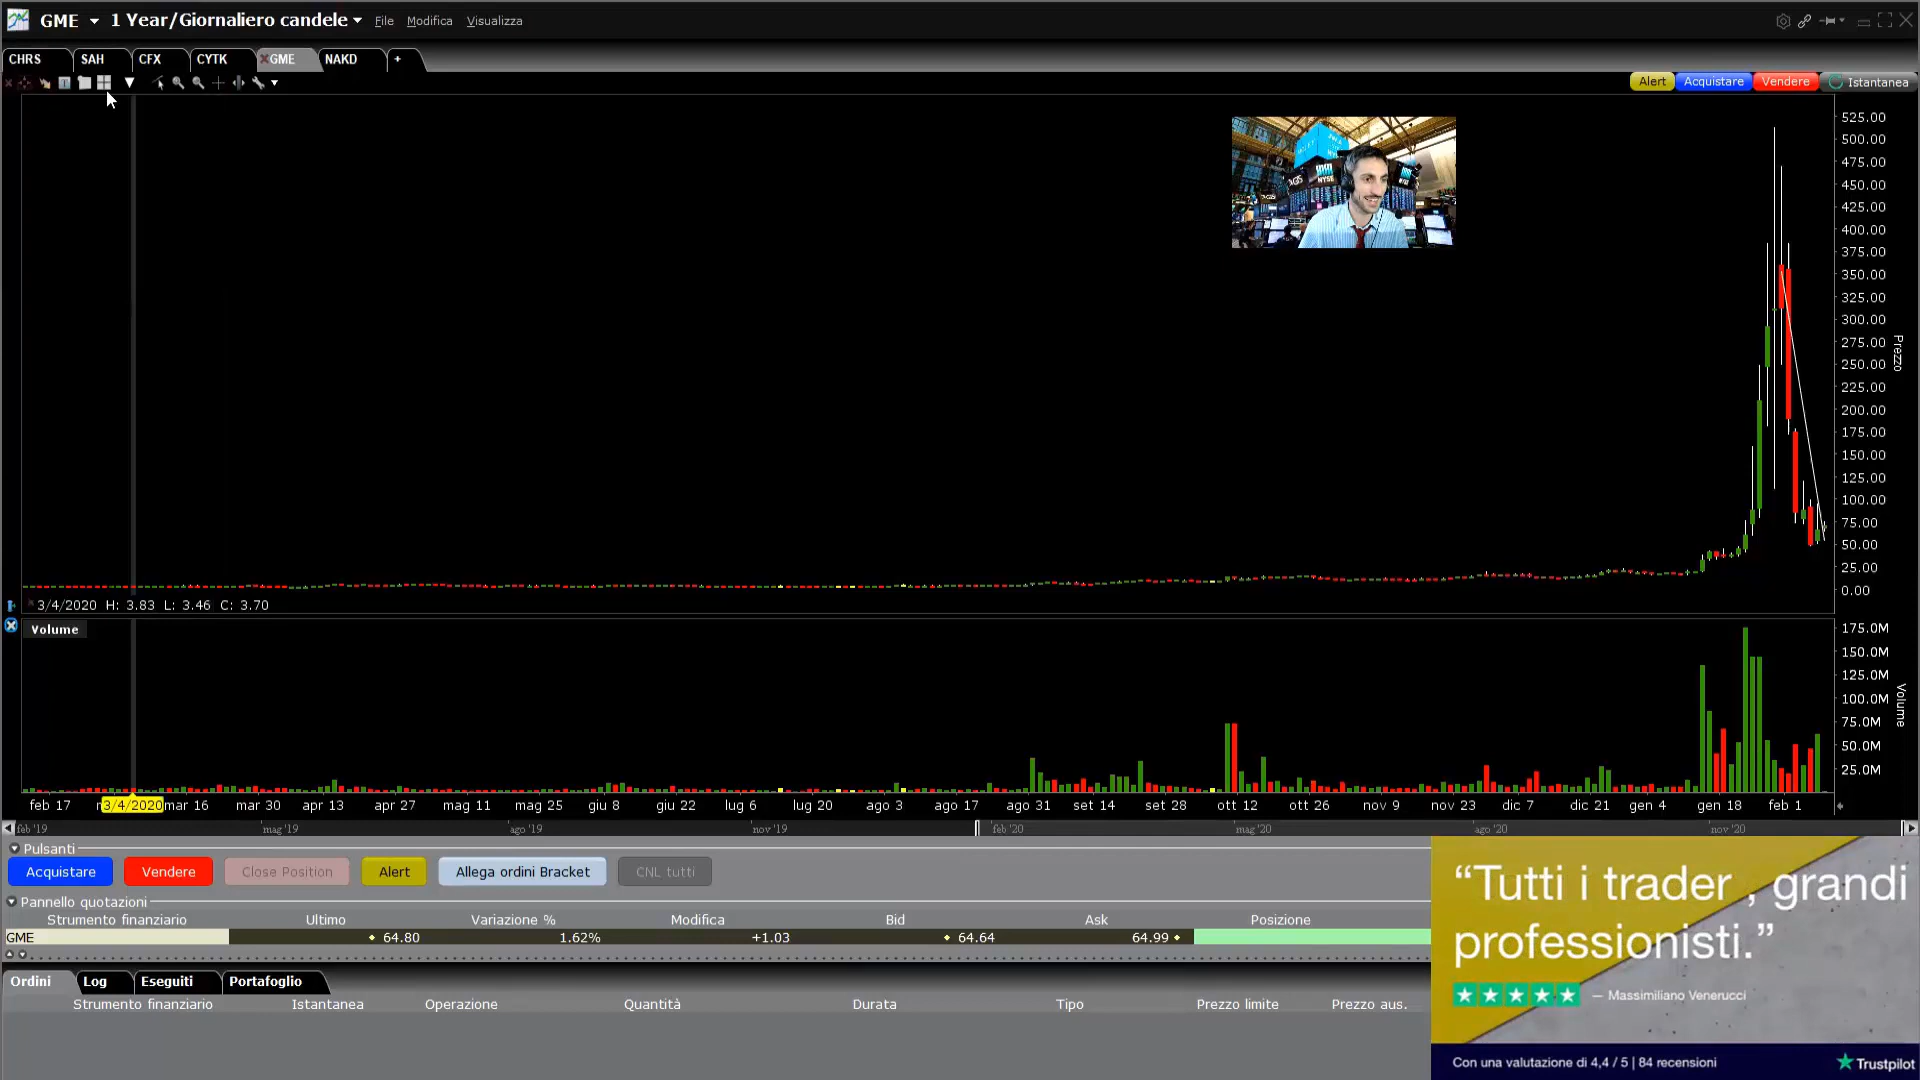 GME 1 Year/Giornaliero candele File Modifica Visualizza
CHRS SAH CFX CYTK GME NAKD +
Alert Acquistare Vendere Istantanea
525.00
500.00
475.00
450.00
425.00
400.00
375.00
350.00
325.00
300.00
275.00
250.00
225.00
200.00
175.00
150.00
125.00
100.00
75.00
50.00
25.00
0.00
Prezzo
NYSE
3/4/2020 H: 3.83 L: 3.46 C: 3.70
Volume
175.0M
150.0M
125.0M
100.0M
75.0M
50.0M
25.0M
Volume
feb 17 3/4/2020 mar 16 mar 30 apr 13 apr 27 mag 11 mag 25 giu 8 giu 22 lug 6 lug 20 ago 3 ago 17 ago 31 set 14 set 28 ott 12 ott 26 nov 9 nov 23 dic 7 dic 21 gen 4 gen 18 feb 1
feb '19 mag '19 ago '19 nov '19 feb '20 mag '20 ago '20 nov '20
Pulsanti
Acquistare Vendere Close Position Alert Allega ordini Bracket CNL tutti
Pannello quotazioni
Strumento finanziario Ultimo Variazione % Modifica Bid Ask Posizione
GME 64.80 1.62% +1.03 64.64 64.99
Ordini Log Eseguiti Portafoglio
Strumento finanziario Istantanea Operazione Quantità Durata Tipo Prezzo limite Prezzo aus.
“Tutti i trader , grandi
professionisti.”
— Massimiliano Venerucci
Con una valutazione di 4,4 / 5 | 84 recensioni Trustpilot